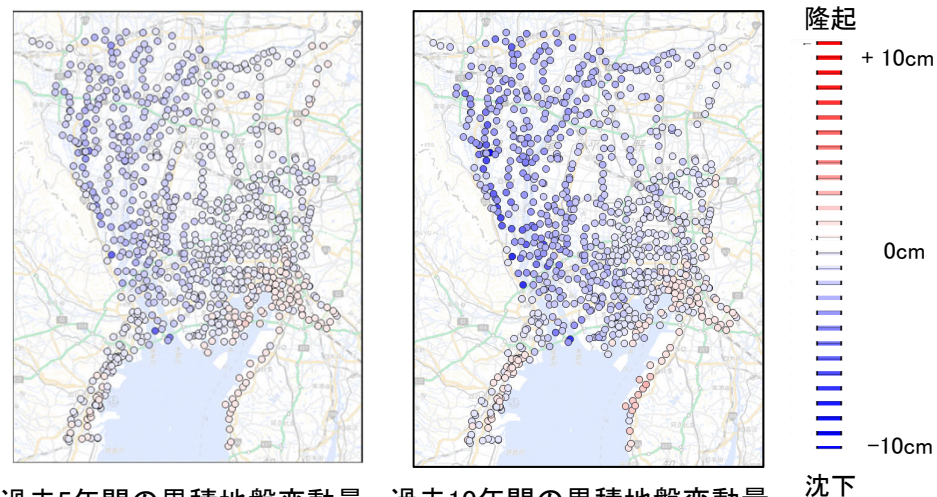 隆起
+ 10cm
0cm
-10cm
沈下
過去5年間の累積地盤変動量
過去10年間の累積地盤変動量